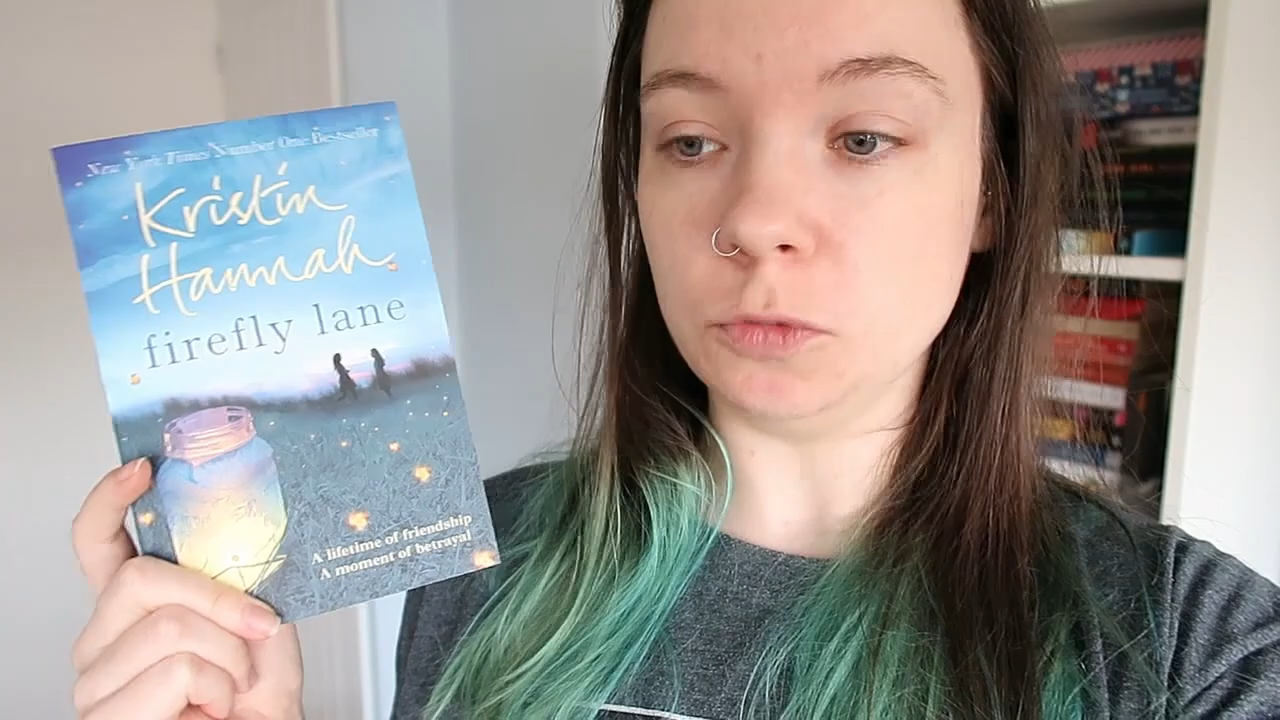 New York Times Number One Bestseller
Kristin
Hannah
firefly lane
A lifetime of friendship
A moment of betrayal